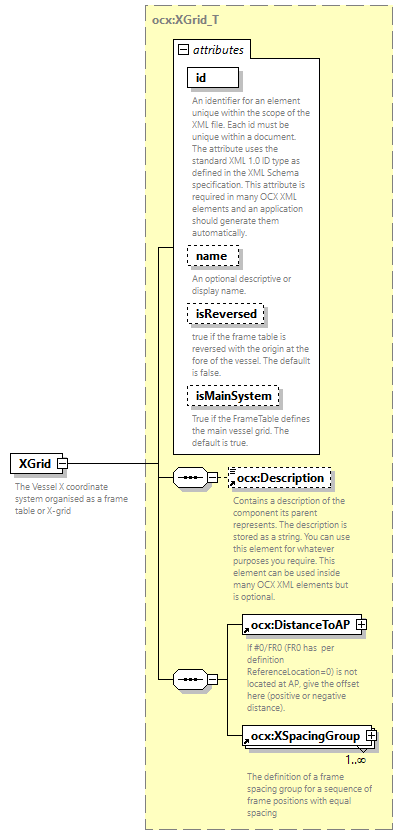 ocx:XGrid_T
attributes
id
An identifier for an element
unique within the scope of the
XML file. Each id must be
unique within a document.
The attribute uses the
standard XML 1.0 ID type as
defined in the XML Schema
specification. This attribute is
required in many OCX XML
elements and an application
should generate them
automatically.
name
An optional descriptive or
display name.
isReversed
true if the frame table is
reversed with the origin at the
fore of the vessel. The defaullt
is false.
isMainSystem
True if the FrameTable defines
the main vessel grid. The
default is true.
XGrid
The Vessel X coordinate
system organised as a frame
table or X-grid
ocx:Description
Contains a description of the
component its parent
represents. The description is
stored as a string. You can use
this element for whatever
purposes you require. This
element can be used inside
many OCX XML elements but
is optional.
ocx:DistanceToAP
If #0/FR0 (FR0 has  per
definition
ReferenceLocation=0) is not
located at AP, give the offset
here (positive or negative
distance).
ocx:XSpacingGroup
1..∞
The definition of a frame
spacing group for a sequence of
frame positions with equal
spacing